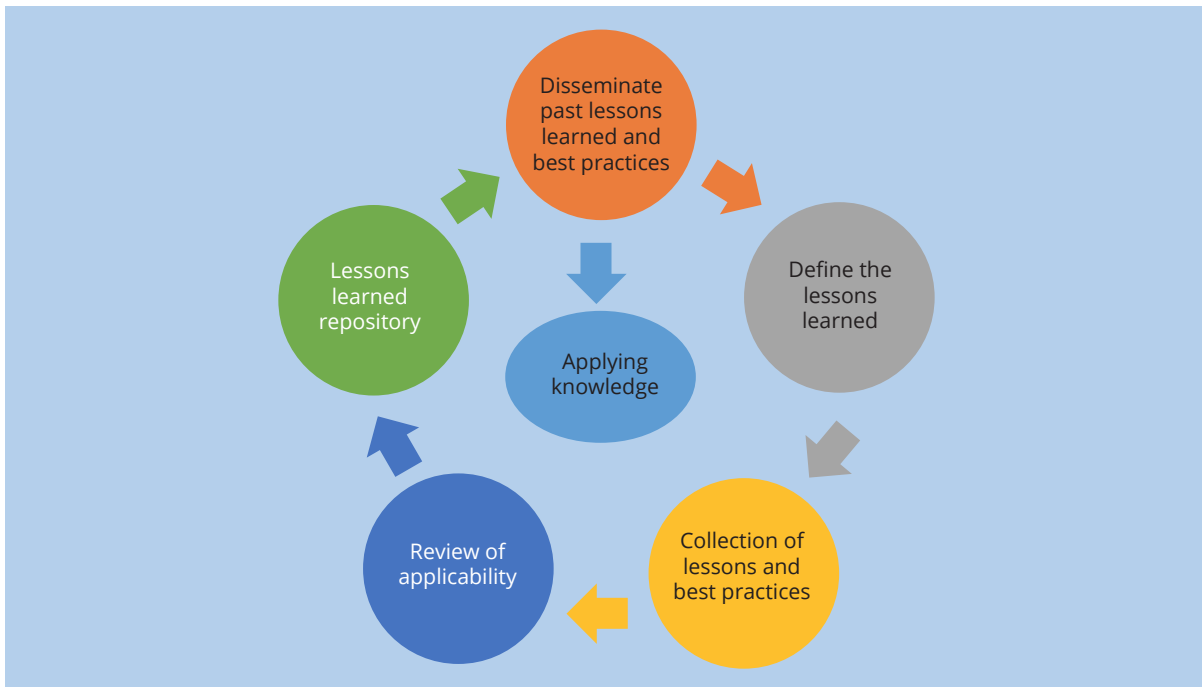 Disseminate
past lessons
learned and
best practices
Define the
lessons
learned
Collection of
lessons and
best practices
Review of
applicability
Lessons
learned
repository
Applying
knowledge